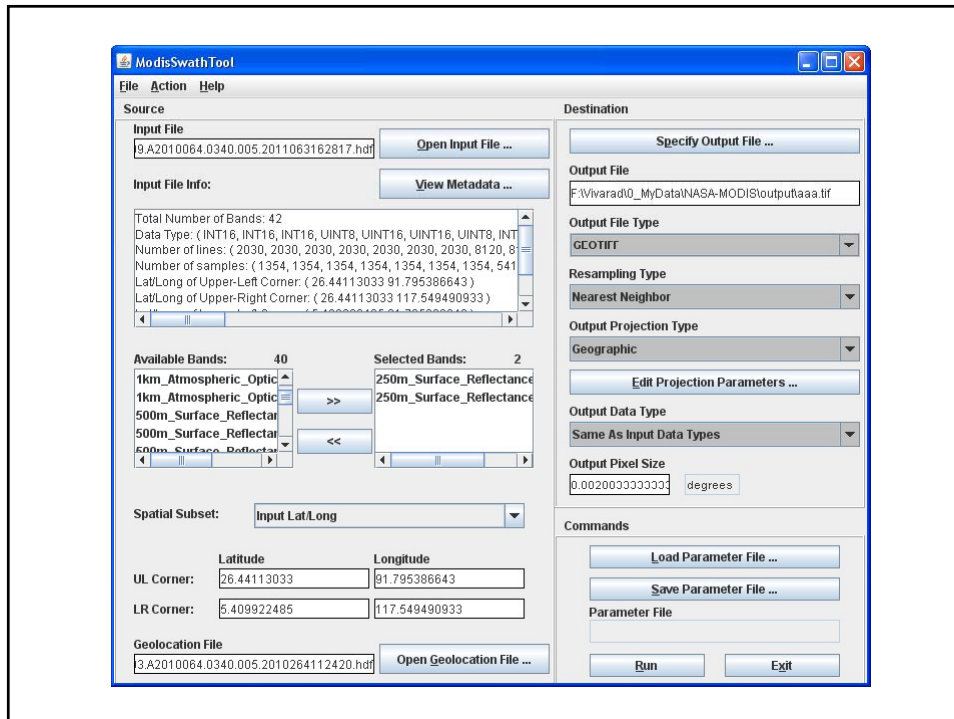 ModisSwathTool
File Action Help
Source
Input File
09.A2010064.0340.005.2011063162817.hdf
Open Input File ...
Input File Info:
View Metadata ...
Total Number of Bands: 42
Data Type: ( INT16, INT16, INT16, UINT8, UINT16, UINT16, UINT8, INT
Number of lines: ( 2030, 2030, 2030, 2030, 2030, 2030, 2030, 8120, 8
Number of samples: ( 1354, 1354, 1354, 1354, 1354, 1354, 1354, 541
Lat/Long of Upper-Left Corner: ( 26.44113033 91.795386643 )
Lat/Long of Upper-Right Corner: ( 26.44113033 117.549490933 )
Available Bands: 40
1km_Atmospheric_Optic
1km_Atmospheric_Optic
500m_Surface_Reflectar
500m_Surface_Reflectar
500m_Surface_Reflectar
>>
<<
Selected Bands: 2
250m_Surface_Reflectance
250m_Surface_Reflectance
Spatial Subset: Input Lat/Long
Latitude Longitude
UL Corner: 26.44113033 91.795386643
LR Corner: 5.409922485 117.549490933
Geolocation File
03.A2010064.0340.005.2010264112420.hdf
Open Geolocation File ...
Destination
Specify Output File ...
Output File
F:\Vivarad\0_MyData\NASA-MODIS\output\aaa.tif
Output File Type
GEOTIFF
Resampling Type
Nearest Neighbor
Output Projection Type
Geographic
Edit Projection Parameters ...
Output Data Type
Same As Input Data Types
Output Pixel Size
0.0020033333333 degrees
Commands
Load Parameter File ...
Save Parameter File ...
Parameter File
Run Exit